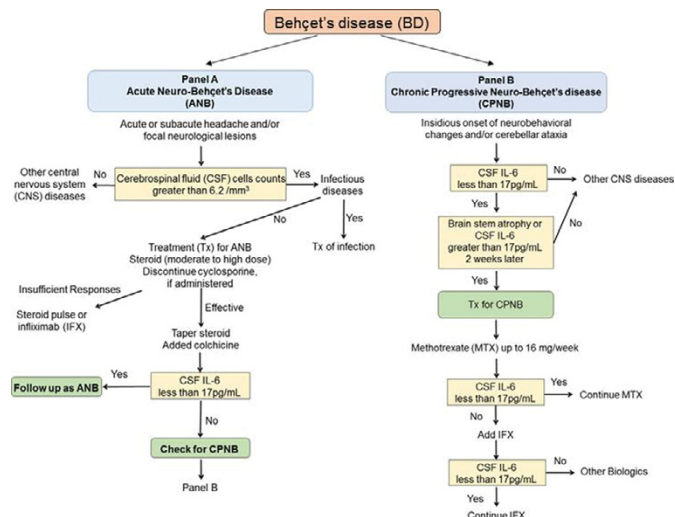 Behçet's disease (BD)
Panel A
Acute Neuro-Behçet's Disease
(ANB)
Acute or subacute headache and/or
focal neurological lesions
Other central
nervous system
(CNS) diseases
No
Cerebrospinal fluid (CSF) cells counts
greater than 6.2 /mm³
Yes
Infectious
diseases
No
Yes
Tx of infection
Treatment (Tx) for ANB
Steroid (moderate to high dose)
Discontinue cyclosporine,
if administered
Insufficient Responses
Steroid pulse or
infliximab (IFX)
Effective
Taper steroid
Added colchicine
Follow up as ANB
Yes
CSF IL-6
less than 17pg/mL
No
Check for CPNB
Panel B
Panel B
Chronic Progressive Neuro-Behçet's disease
(CPNB)
Insidious onset of neurobehavioral
changes and/or cerebellar ataxia
CSF IL-6
less than 17pg/mL
No
Other CNS diseases
Yes
Brain stem atrophy or
CSF IL-6
greater than 17pg/mL
2 weeks later
No
Yes
Tx for CPNB
Methotrexate (MTX) up to 16 mg/week
CSF IL-6
less than 17pg/mL
Yes
Continue MTX
No
Add IFX
CSF IL-6
less than 17pg/mL
No
Other Biologics
Yes
Continue IFX